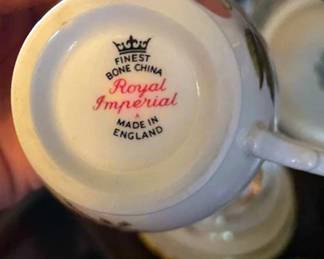 FINEST
BONE CHINA
Royal
Imperial
MADE IN
ENGLAND